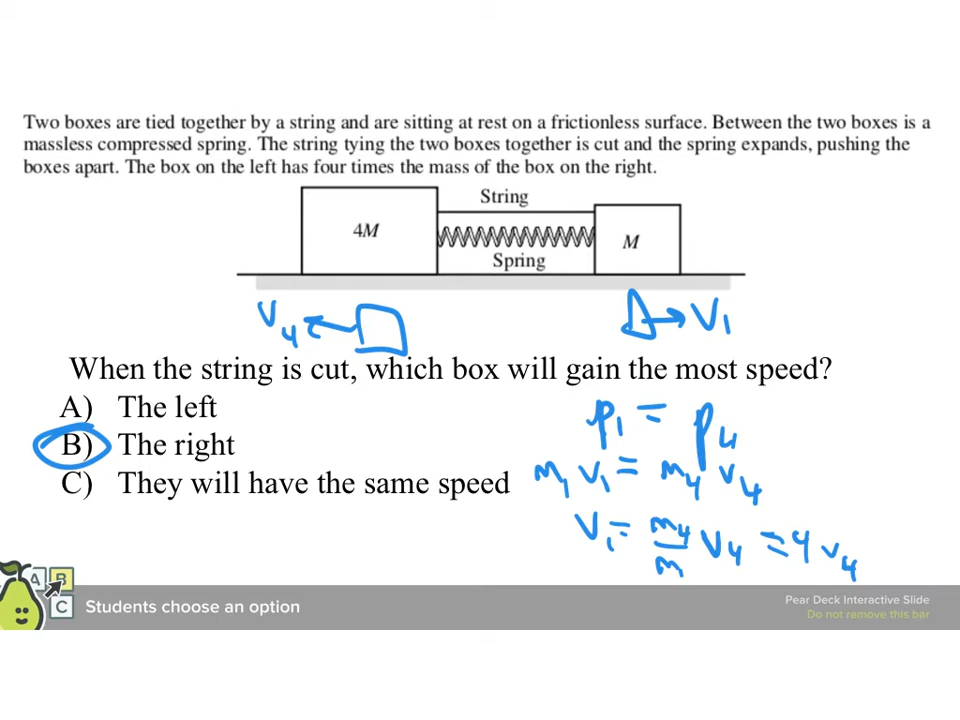 Two boxes are tied together by a string and are sitting at rest on a frictionless surface. Between the two boxes is a
massless compressed spring. The string tying the two boxes together is cut and the spring expands, pushing the
boxes apart. The box on the left has four times the mass of the box on the right.
String
4M
M
Spring
V₄
V₁
When the string is cut, which box will gain the most speed?
A) The left
B) The right
C) They will have the same speed
p₁ = p₄
m₁ v₁ = m₄ v₄
v₁ = m₄/m v₄ = 4 v₄
A B
C
Students choose an option
Pear Deck Interactive Slide
Do not remove this bar